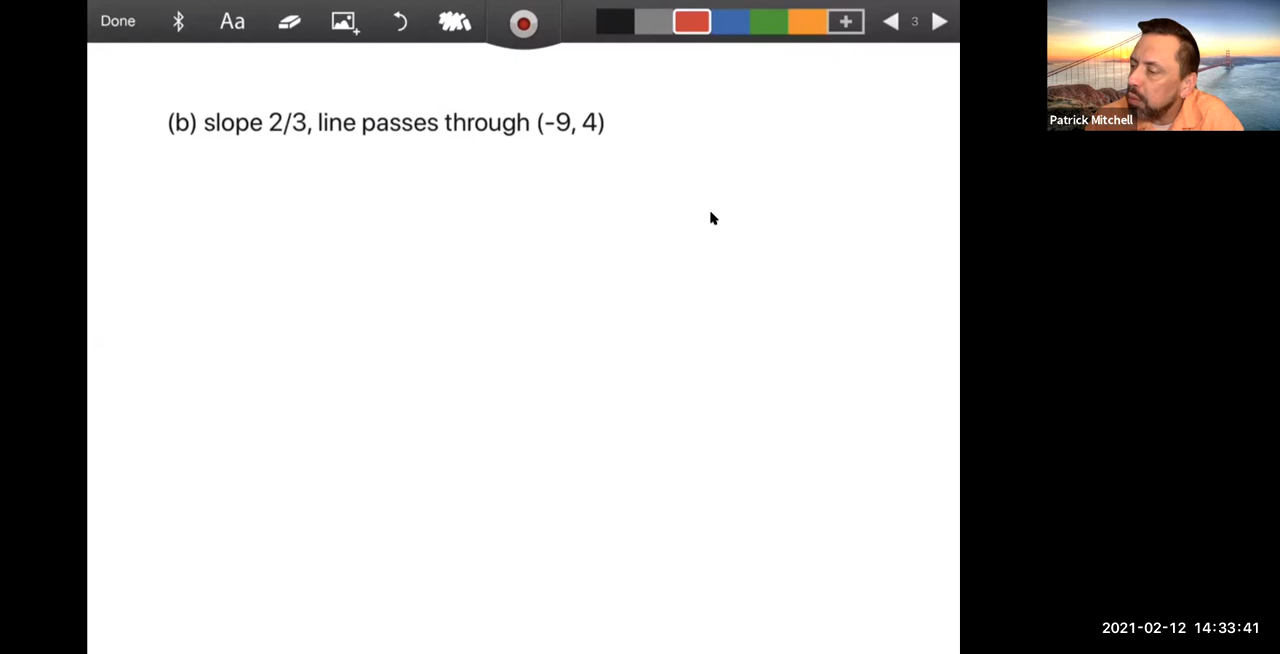 Done Aa 3
(b) slope 2/3, line passes through (-9, 4)
Patrick Mitchell
2021-02-12 14:33:41